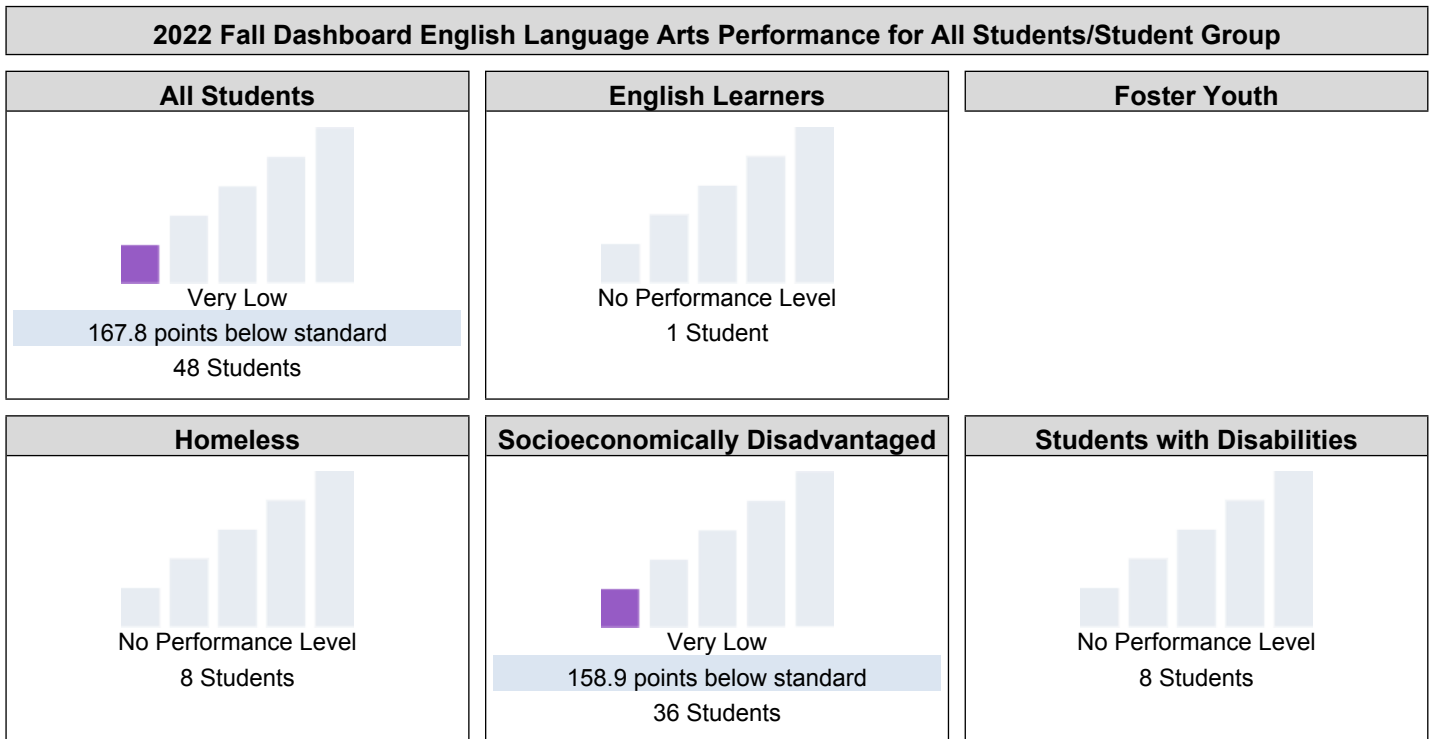 2022 Fall Dashboard English Language Arts Performance for All Students/Student Group
All Students
Very Low
167.8 points below standard
48 Students
English Learners
No Performance Level
1 Student
Foster Youth
Homeless
No Performance Level
8 Students
Socioeconomically Disadvantaged
Very Low
158.9 points below standard
36 Students
Students with Disabilities
No Performance Level
8 Students